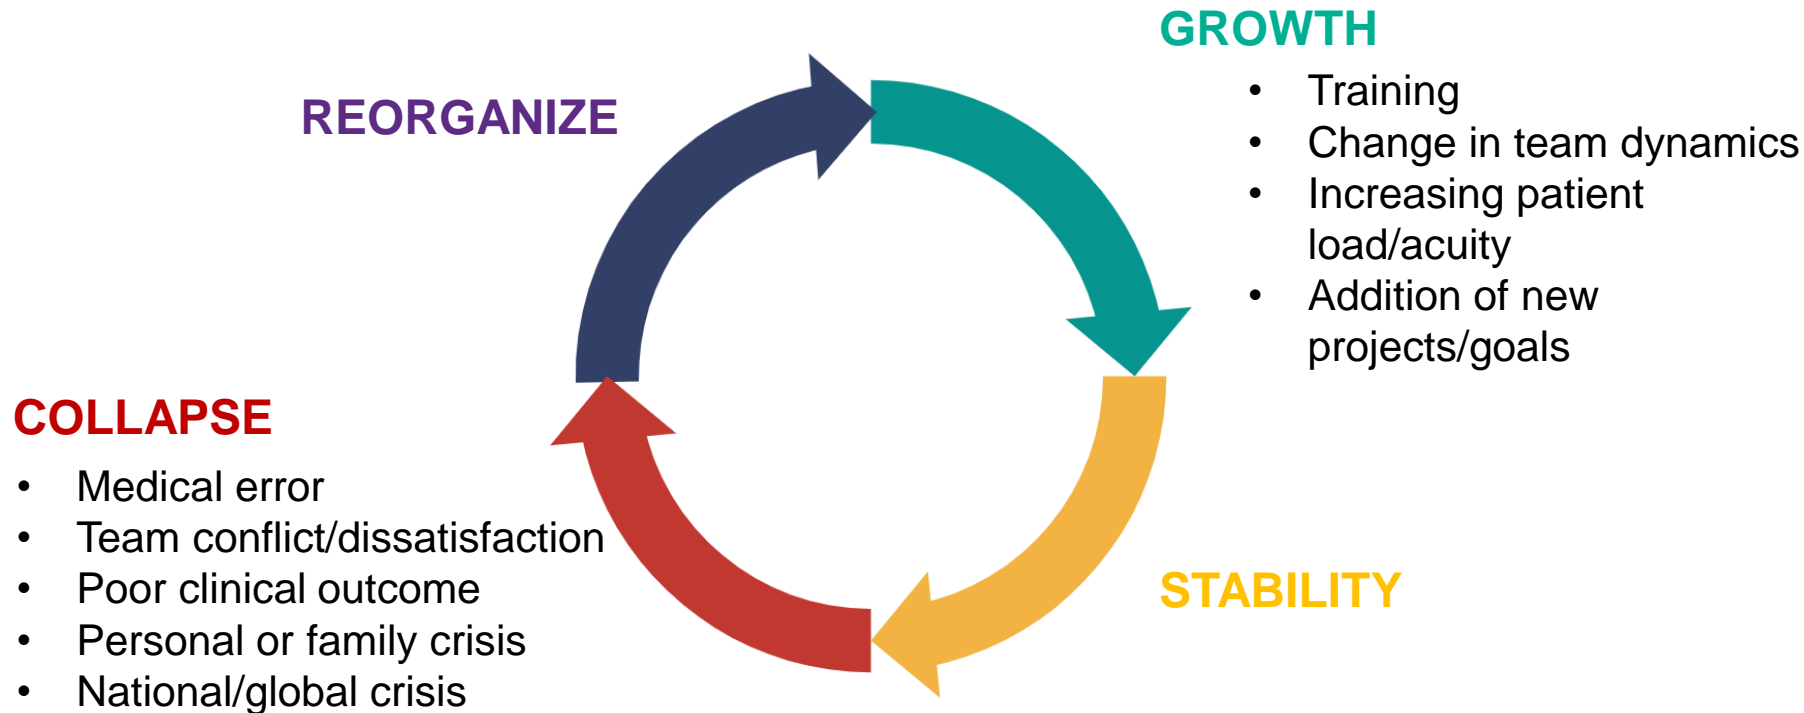 GROWTH
• Training
• Change in team dynamics
• Increasing patient
load/acuity
• Addition of new
projects/goals
REORGANIZE
COLLAPSE
• Medical error
• Team conflict/dissatisfaction
• Poor clinical outcome
• Personal or family crisis
• National/global crisis
STABILITY